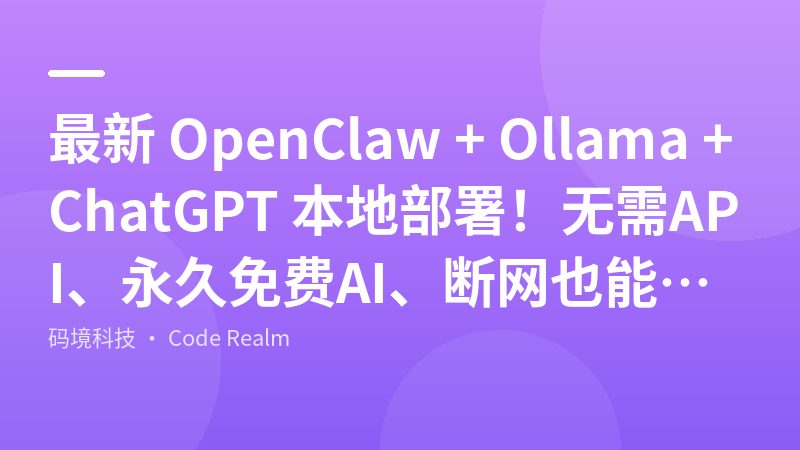 最新 OpenClaw + Ollama +
ChatGPT 本地部署！无需AP
I、永久免费AI、断网也能…
码境科技 · Code Realm